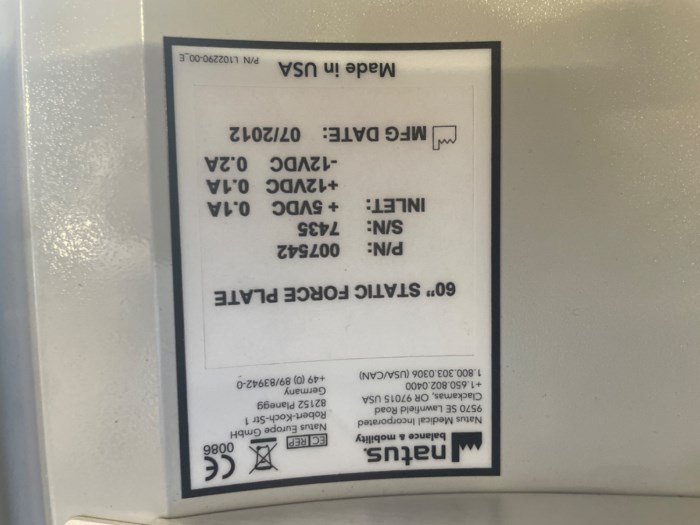 natus.
balance & mobility
Natus Medical Incorporated
9570 SE Lawnfield Road
Clackamas, OR 97015 USA
+1.650.802.0400
1.800.303.0306 (USA/CAN)
EC REP
Natus Europe GmbH
Robert-Koch-Str 1
82152 Planegg
Germany
+49 (0) 89/83942-0
CE
0086
60" STATIC FORCE PLATE
P/N: 007542
S/N: 7435
INLET: + 5VDC 0.1A
+12VDC 0.1A
-12VDC 0.2A
MFG DATE: 07/2012
Made in USA
P/N L102290-00_E